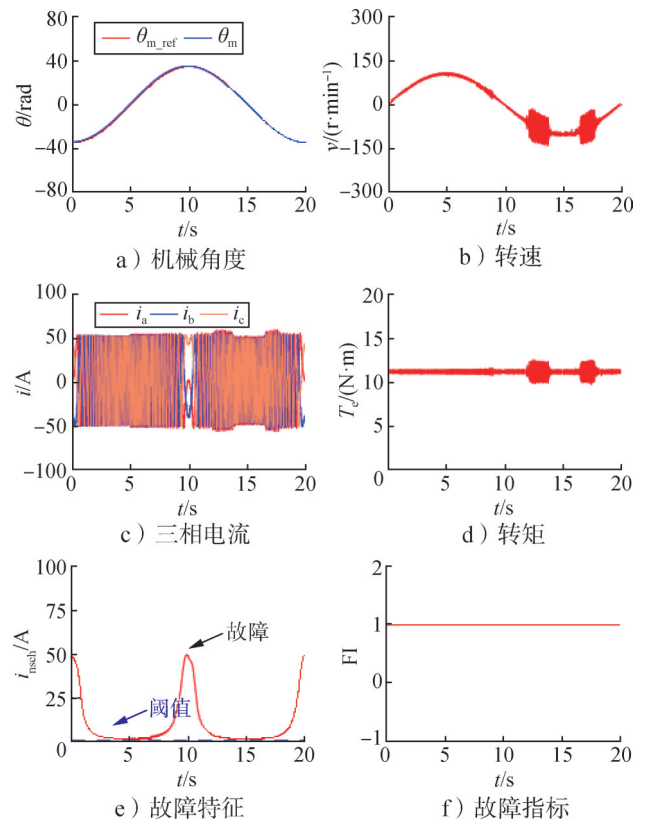 θm_ref θm
θ/rad
80
40
0
−40
−80
0 5 10 15 20
t/s
a）机械角度
v/(r·min⁻¹)
300
150
0
−150
−300
0 5 10 15 20
t/s
b）转速
ia ib ic
i/A
100
50
0
−50
−100
0 5 10 15 20
t/s
c）三相电流
Te/(N·m)
20
15
10
5
0
0 5 10 15 20
t/s
d）转矩
insch/A
100
75
50
25
0
故障
阈值
0 5 10 15 20
t/s
e）故障特征
FI
2
1
0
−1
0 5 10 15 20
t/s
f）故障指标